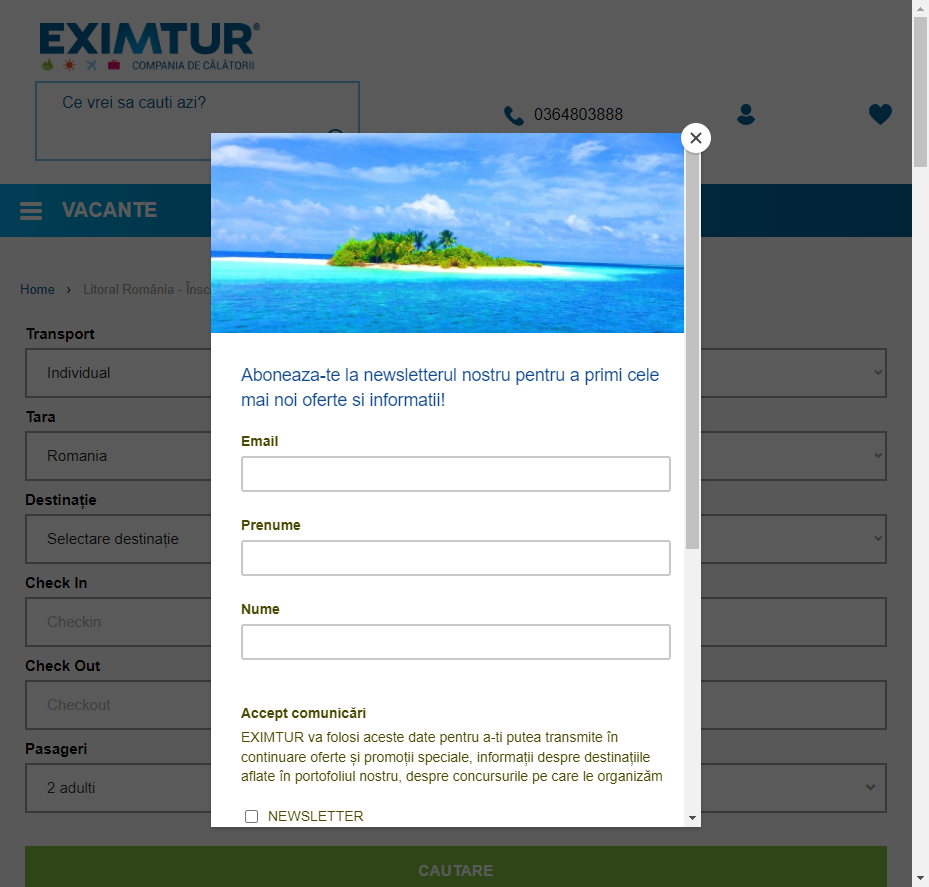 EXIMTUR®
COMPANIA DE CĂLĂTORII
Ce vrei sa cauti azi?
0364803888
VACANTE
Home › Litoral România - Însc
Transport
Individual
Tara
Romania
Destinație
Selectare destinație
Check In
Checkin
Check Out
Checkout
Pasageri
2 adulti
CAUTARE
Aboneaza-te la newsletterul nostru pentru a primi cele
mai noi oferte si informatii!
Email
Prenume
Nume
Accept comunicări
EXIMTUR va folosi aceste date pentru a-ti putea transmite în
continuare oferte și promoții speciale, informații despre destinațiile
aflate în portofoliul nostru, despre concursurile pe care le organizăm
NEWSLETTER